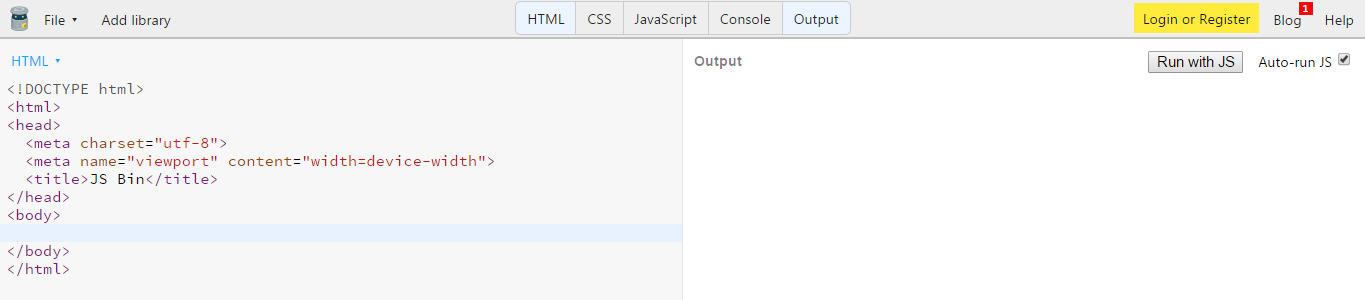 File ▾ Add library HTML CSS JavaScript Console Output Login or Register Blog 1 Help
HTML ▾
Output Run with JS Auto-run JS
<!DOCTYPE html>
<html>
<head>
  <meta charset="utf-8">
  <meta name="viewport" content="width=device-width">
  <title>JS Bin</title>
</head>
<body>
</body>
</html>